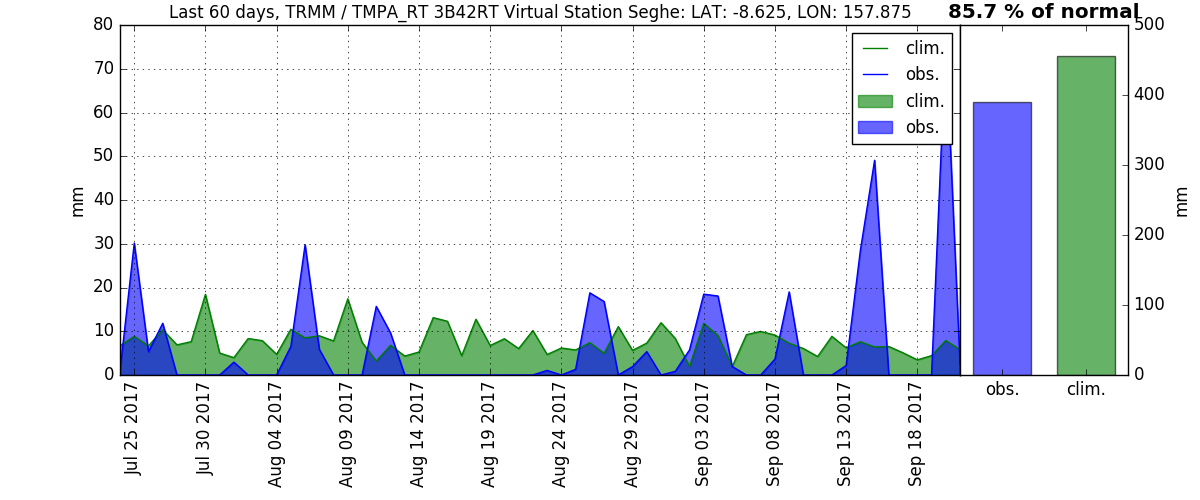 Last 60 days, TRMM / TMPA_RT 3B42RT Virtual Station Seghe: LAT: -8.625, LON: 157.875
85.7 % of normal
80
70
60
50
40
30
20
10
0
mm
clim.
obs.
clim.
obs.
500
400
300
200
100
0
mm
obs.
clim.
Jul 25 2017
Jul 30 2017
Aug 04 2017
Aug 09 2017
Aug 14 2017
Aug 19 2017
Aug 24 2017
Aug 29 2017
Sep 03 2017
Sep 08 2017
Sep 13 2017
Sep 18 2017